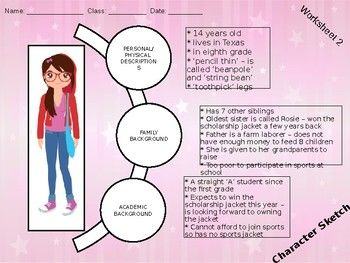 Name: ____________ Class: ________ Date: ________
Worksheet 2
PERSONAL/
PHYSICAL
DESCRIPTION
S
* 14 years old
* lives in Texas
* in eighth grade
* ‘pencil thin’ – is
called ‘beanpole’
and ‘string bean’
* ‘toothpick’ legs
FAMILY
BACKGROUND
* Has 7 other siblings
* Oldest sister is called Rosie – won the
scholarship jacket a few years back
* Father is a farm laborer – does not
have enough money to feed 8 children
* She is given to her grandparents to
raise
* Too poor to participate in sports at
school
ACADEMIC
BACKGROUND
* A straight ‘A’ student since
the first grade
* Expects to win the
scholarship jacket this year – is
looking forward to owning
the jacket
* Cannot afford to join sports
so has no sports jacket
Character Sketch